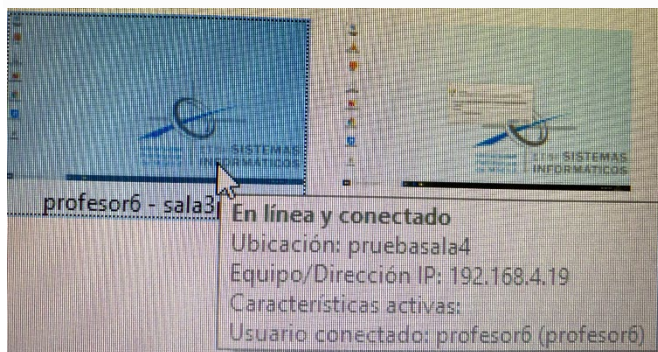 SISTEMAS
INFORMÁTICOS
ETSI SISTEMAS
INFORMÁTICOS
profesor6 - sala3
En línea y conectado
Ubicación: pruebasala4
Equipo/Dirección IP: 192.168.4.19
Características activas:
Usuario conectado: profesor6 (profesor6)